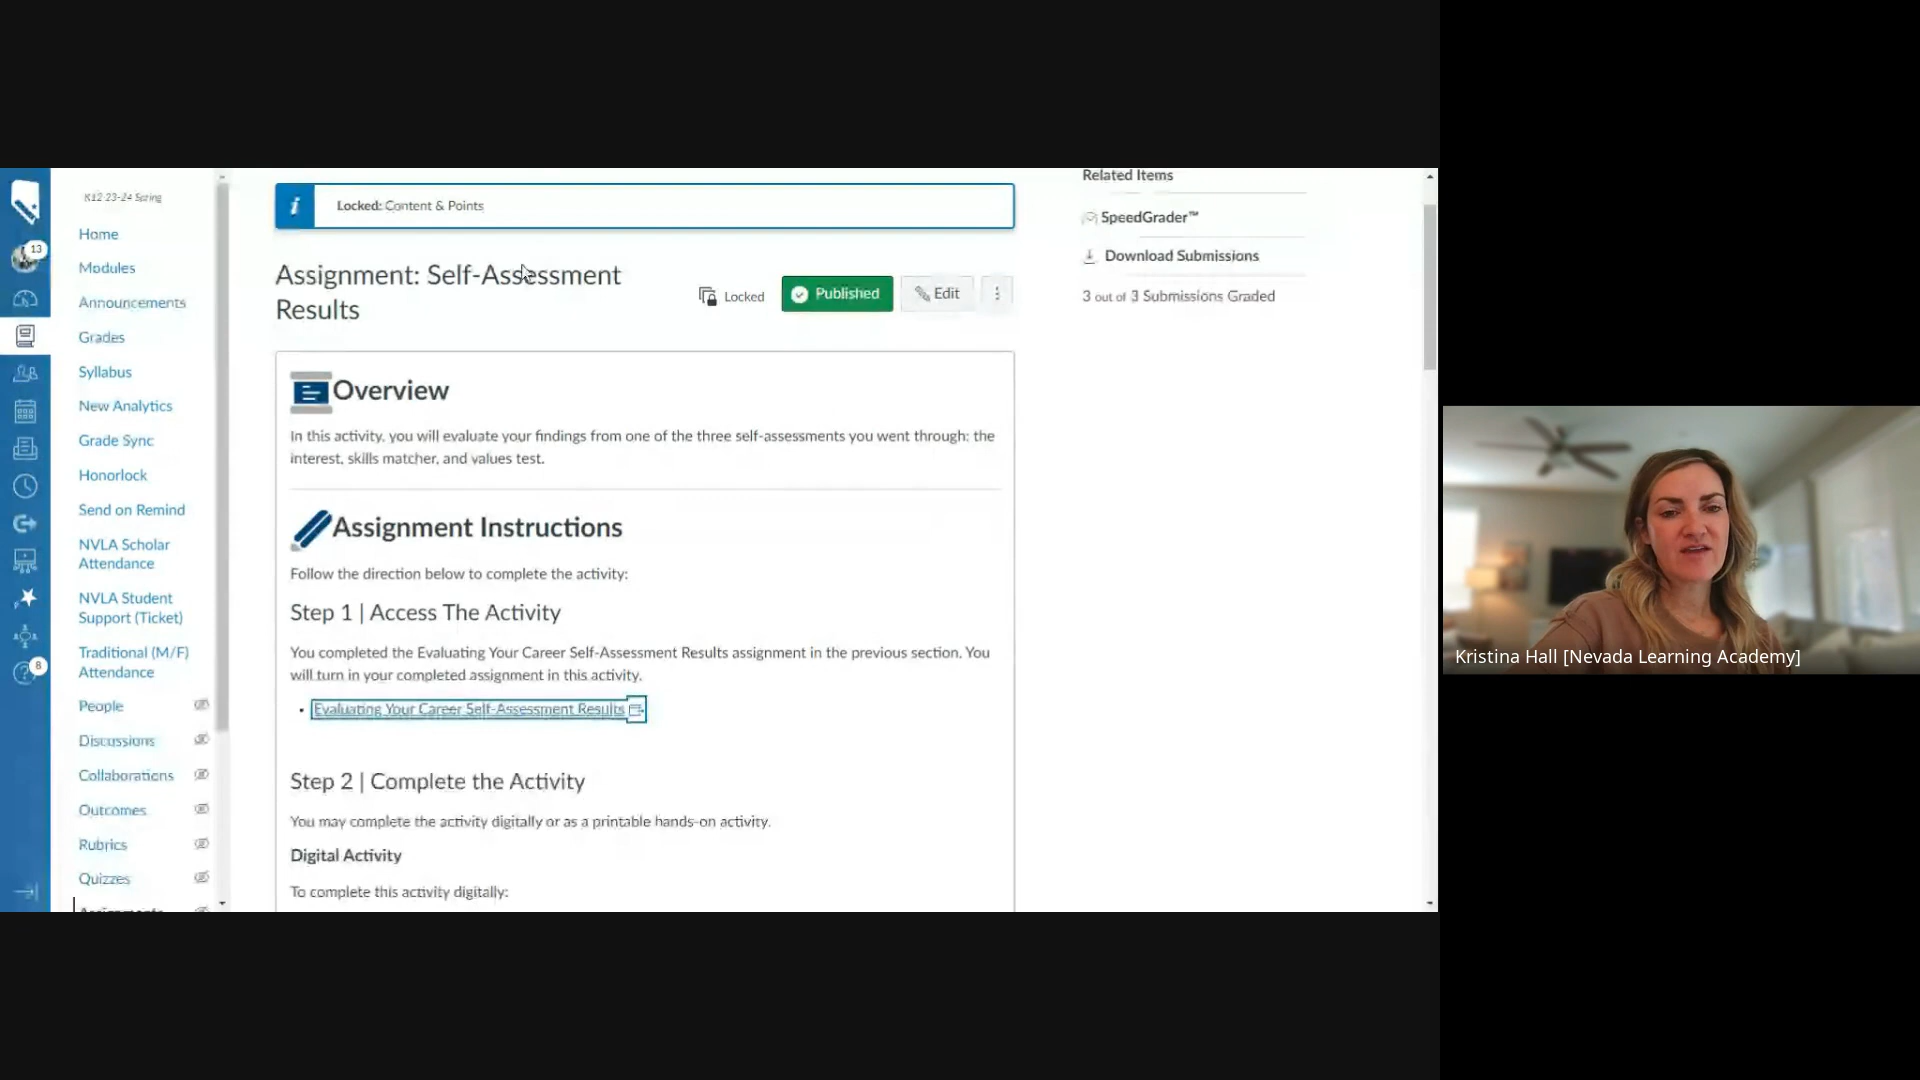 K12 23-24 Spring
13
Home
Modules
Announcements
Grades
Syllabus
New Analytics
Grade Sync
Honorlock
Send on Remind
NVLA Scholar
Attendance
NVLA Student
Support (Ticket)
8
Traditional (M/F)
Attendance
People
Discussions
Collaborations
Outcomes
Rubrics
Quizzes
Assignments
i
Locked: Content & Points
Assignment: Self-Assessment
Results
Locked
Published
Edit
Overview
In this activity, you will evaluate your findings from one of the three self-assessments you went through: the
interest, skills matcher, and values test.
Assignment Instructions
Follow the direction below to complete the activity:
Step 1 | Access The Activity
You completed the Evaluating Your Career Self-Assessment Results assignment in the previous section. You
will turn in your completed assignment in this activity.
• Evaluating Your Career Self-Assessment Results
Step 2 | Complete the Activity
You may complete the activity digitally or as a printable hands-on activity.
Digital Activity
To complete this activity digitally:
Related Items
SpeedGrader™
Download Submissions
3 out of 3 Submissions Graded
Kristina Hall [Nevada Learning Academy]